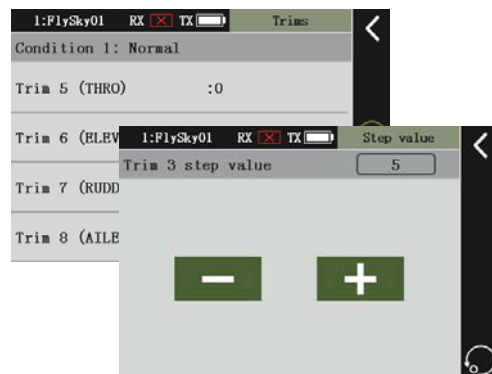 1:FlySky01 RX TX Trims
Condition 1: Normal
Trim 5 (THRO) :0
Trim 6 (ELEV
Trim 7 (RUDD
Trim 8 (AILE
1:FlySky01 RX TX Step value
Trim 3 step value 5